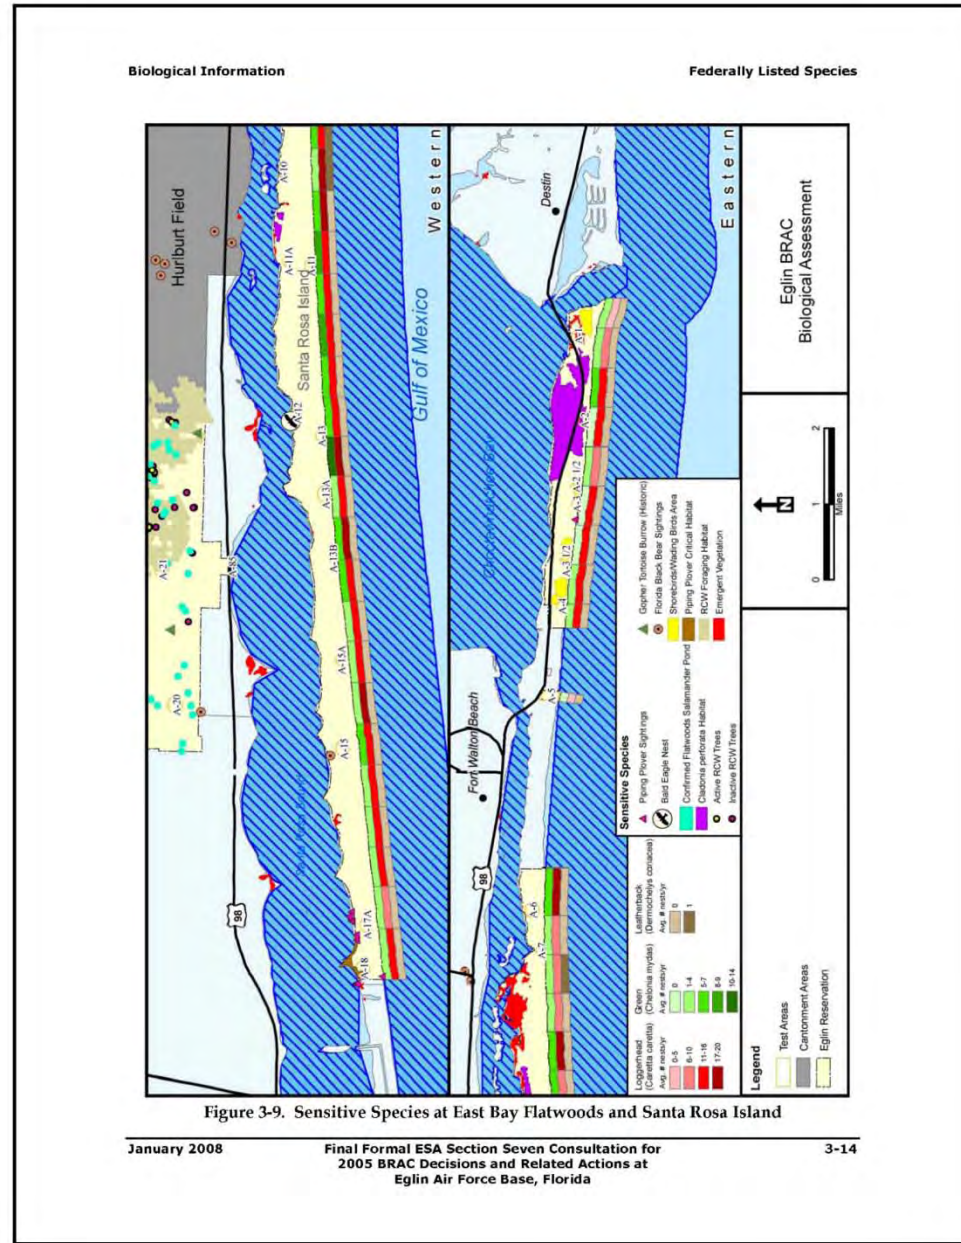 Biological Information
Federally Listed Species
Hurlburt Field
A-21
A-20
A-85
98
A-10
A-11A
A-11
Santa Rosa Island
A-12
A-13
A-13A
A-13B
A-15A
A-15
A-17A
A-18
Gulf of Mexico
Western
Destin
Fort Walton Beach
98
A-1
A-2
A-2 1/2
A-3
A-3 1/2
A-4
A-5
A-6
A-7
Eastern
Sensitive Species
Piping Plover Sightings
Bald Eagle Nest
Confirmed Flatwoods Salamander Pond
Cladonia perforata Habitat
Active RCW Trees
Inactive RCW Trees
Gopher Tortoise Burrow (Historic)
Florida Black Bear Sightings
Shorebirds/Wading Birds Area
Piping Plover Critical Habitat
RCW Foraging Habitat
Emergent Vegetation
Loggerhead
(Caretta caretta)
Avg. # nests/yr
0-5
6-10
11-16
17-20
Green
(Chelonia mydas)
Avg. # nests/yr
0
1-4
5-7
8-9
10-14
Leatherback
(Dermochelys coriacea)
Avg. # nests/yr
0
1
Legend
Test Areas
Cantonment Areas
Eglin Reservation
N
0 1 2
Miles
Eglin BRAC
Biological Assessment
Figure 3-9. Sensitive Species at East Bay Flatwoods and Santa Rosa Island
January 2008
Final Formal ESA Section Seven Consultation for
2005 BRAC Decisions and Related Actions at
Eglin Air Force Base, Florida
3-14